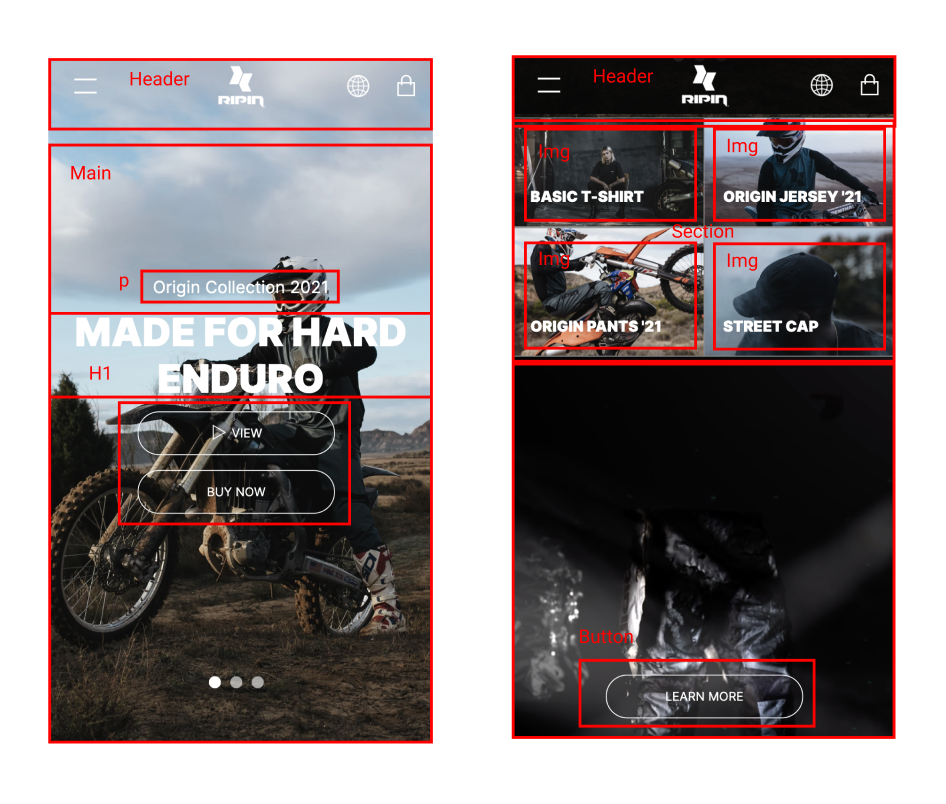 Header
RIPIN
Main
p
Origin Collection 2021
MADE FOR HARD
H1
ENDURO
VIEW
BUY NOW
Header
RIPIN
Img
BASIC T-SHIRT
Img
ORIGIN JERSEY '21
Section
Img
ORIGIN PANTS '21
Img
STREET CAP
Button
LEARN MORE